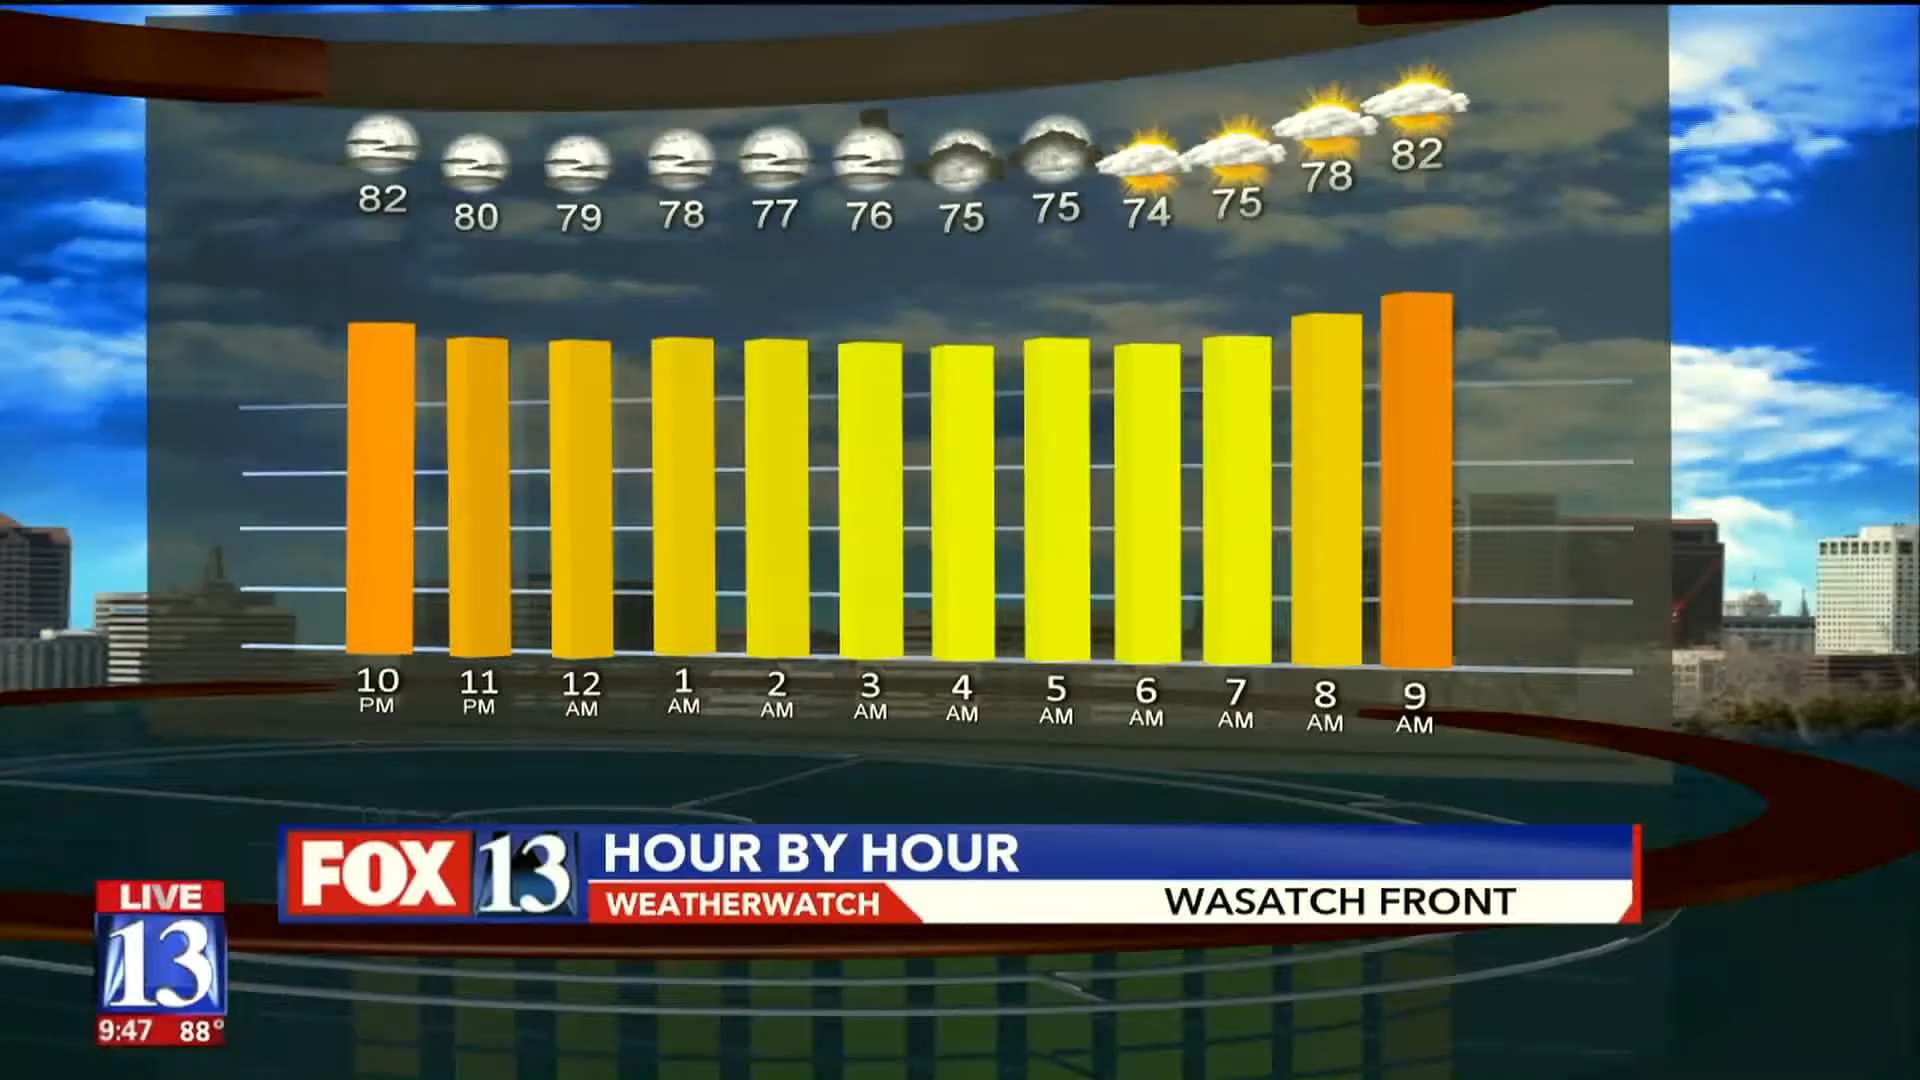 82 80 79 78 77 76 75 75 74 75 78 82
10 11 12 1 2 3 4 5 6 7 8 9
PM PM AM AM AM AM AM AM AM AM AM AM
FOX 13 HOUR BY HOUR
WEATHERWATCH WASATCH FRONT
LIVE
13
9:47 88°